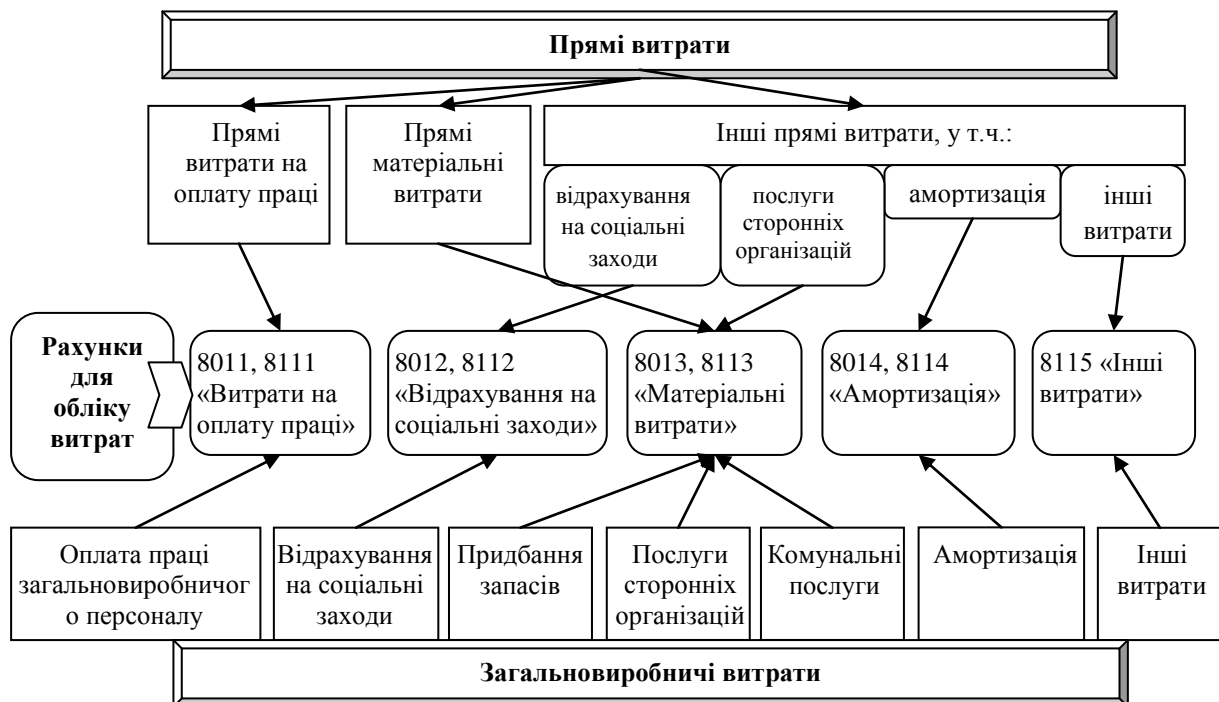 Прямі витрати
Прямі
витрати на
оплату праці
Прямі
матеріальні
витрати
Інші прямі витрати, у т.ч.:
відрахування
на соціальні
заходи
послуги
сторонніх
організацій
амортизація
інші
витрати
Рахунки
для
обліку
витрат
8011, 8111
«Витрати на
оплату праці»
8012, 8112
«Відрахування на
соціальні заходи»
8013, 8113
«Матеріальні
витрати»
8014, 8114
«Амортизація»
8115 «Інші
витрати»
Оплата праці
загальновиробничог
о персоналу
Відрахування
на соціальні
заходи
Придбання
запасів
Послуги
сторонніх
організацій
Комунальні
послуги
Амортизація
Інші
витрати
Загальновиробничі витрати